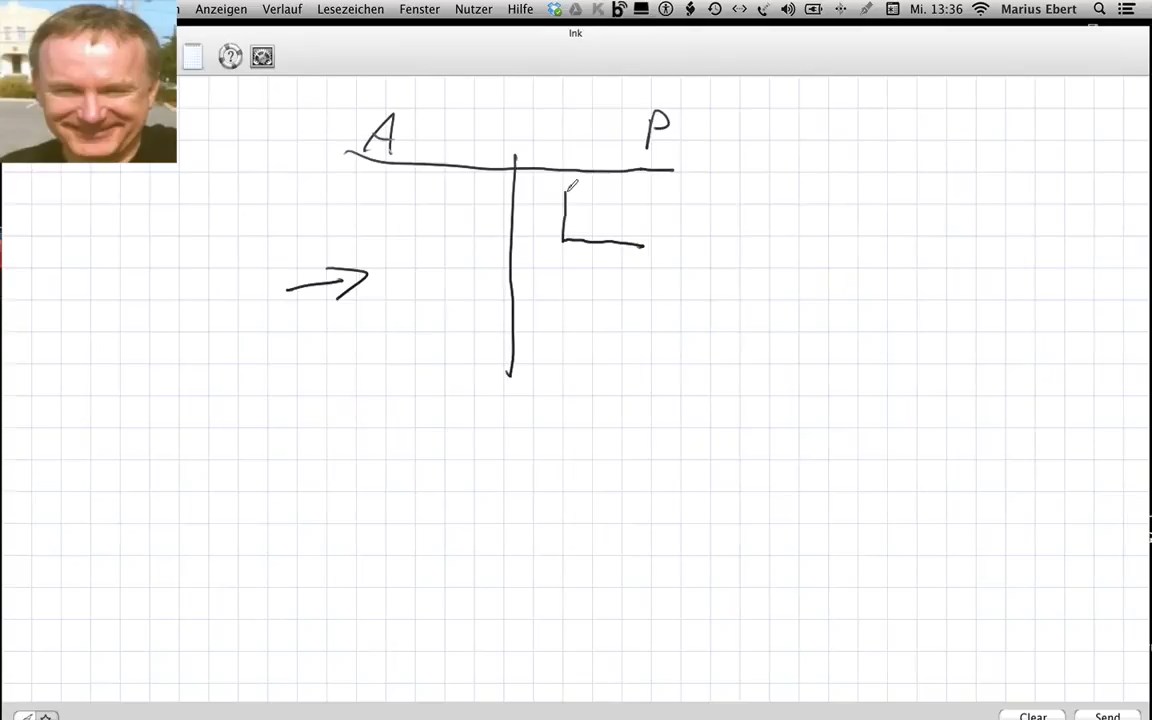 Anzeigen Verlauf Lesezeichen Fenster Nutzer Hilfe Mi. 13:36 Marius Ebert
Ink
A P
Clear Send